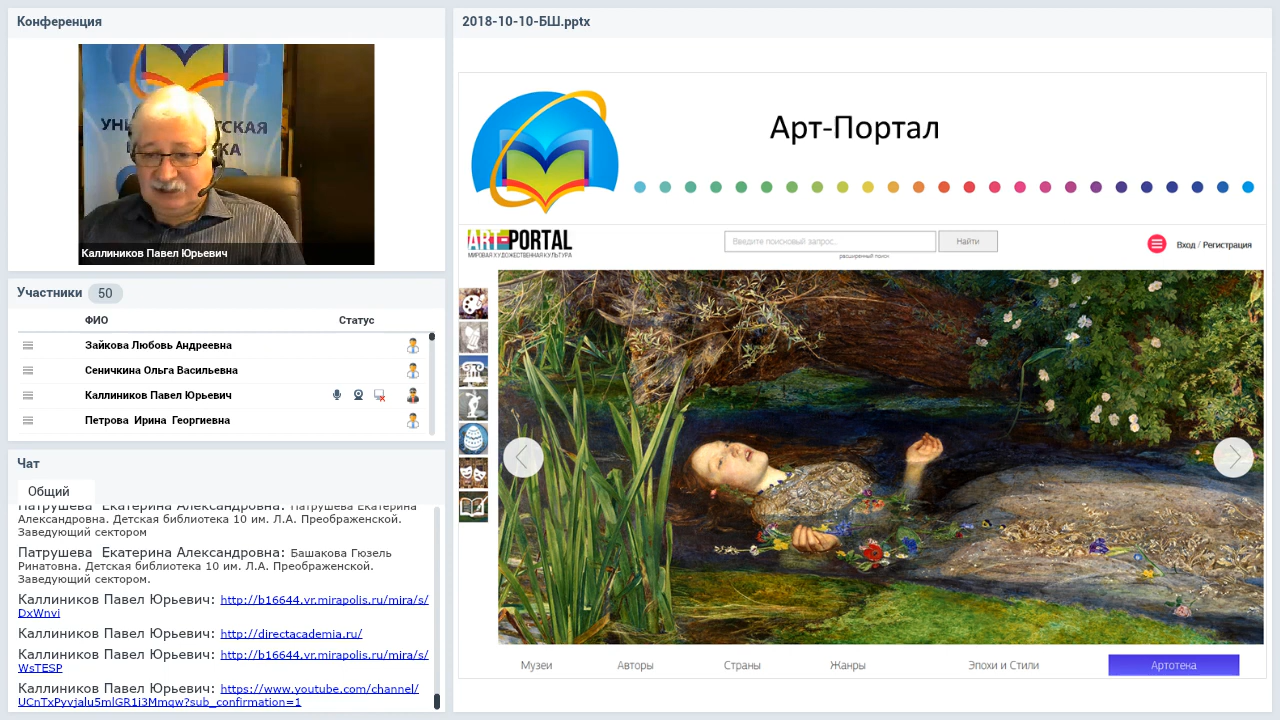 Конференция
УНИ
ТСКАЯ
КА
Каллиников Павел Юрьевич
Участники 50
ФИО Статус
Зайкова Любовь Андреевна
Сеничкина Ольга Васильевна
Каллиников Павел Юрьевич
Петрова Ирина Георгиевна
Чат
Общий
Патрушева Екатерина Александровна: Патрушева Екатерина
Александровна. Детская библиотека 10 им. Л.А. Преображенской.
Заведующий сектором
Патрушева Екатерина Александровна: Башакова Гюзель
Ринатовна. Детская библиотека 10 им. Л.А. Преображенской.
Заведующий сектором.
Каллиников Павел Юрьевич: http://b16644.vr.mirapolis.ru/mira/s/
DxWnvi
Каллиников Павел Юрьевич: http://directacademia.ru/
Каллиников Павел Юрьевич: http://b16644.vr.mirapolis.ru/mira/s/
WsTESP
Каллиников Павел Юрьевич: https://www.youtube.com/channel/
UCnTxPyvjalu5mlGR1i3Mmqw?sub_confirmation=1
2018-10-10-БШ.pptx
Арт-Портал
ART-PORTAL
МИРОВАЯ ХУДОЖЕСТВЕННАЯ КУЛЬТУРА
Введите поисковый запрос... Найти
расширенный поиск
Вход / Регистрация
Музеи Авторы Страны Жанры Эпохи и Стили Артотека